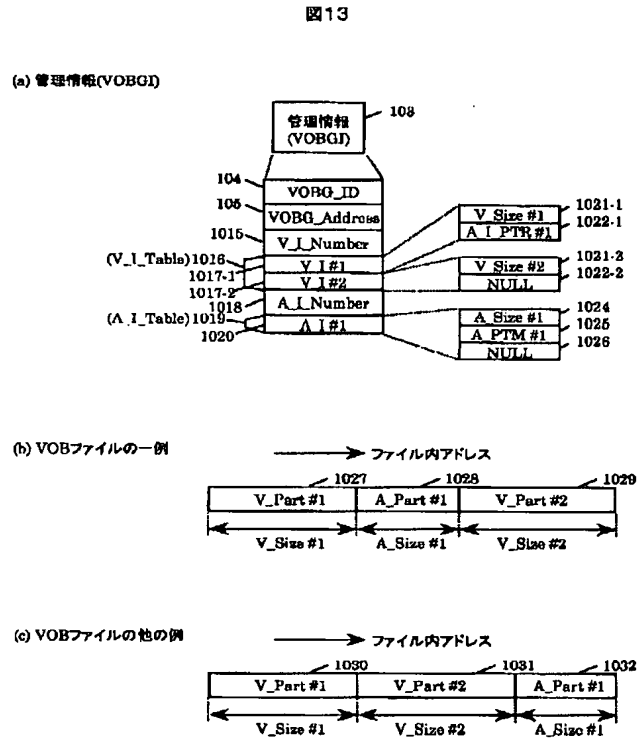 図13
(a) 管理情報(VOBGI)
管理情報
(VOBGI)
103
104
VOBG_ID
105
VOBG_Address
1015
V_I_Number
(V_I_Table) 1016
V_I #1
1017-1
V_I #2
1017-2
A_I_Number
1018
(A_I_Table) 1019
A_I #1
1020
V_Size #1
1021-1
A_I_PTR #1
1022-1
V_Size #2
1021-2
NULL
1022-2
A_Size #1
1024
A_PTM #1
1025
NULL
1026
(b) VOBファイルの一例
ファイル内アドレス
1027 1028 1029
V_Part #1 A_Part #1 V_Part #2
V_Size #1 A_Size #1 V_Size #2
(c) VOBファイルの他の例
ファイル内アドレス
1030 1031 1032
V_Part #1 V_Part #2 A_Part #1
V_Size #1 V_Size #2 A_Size #1